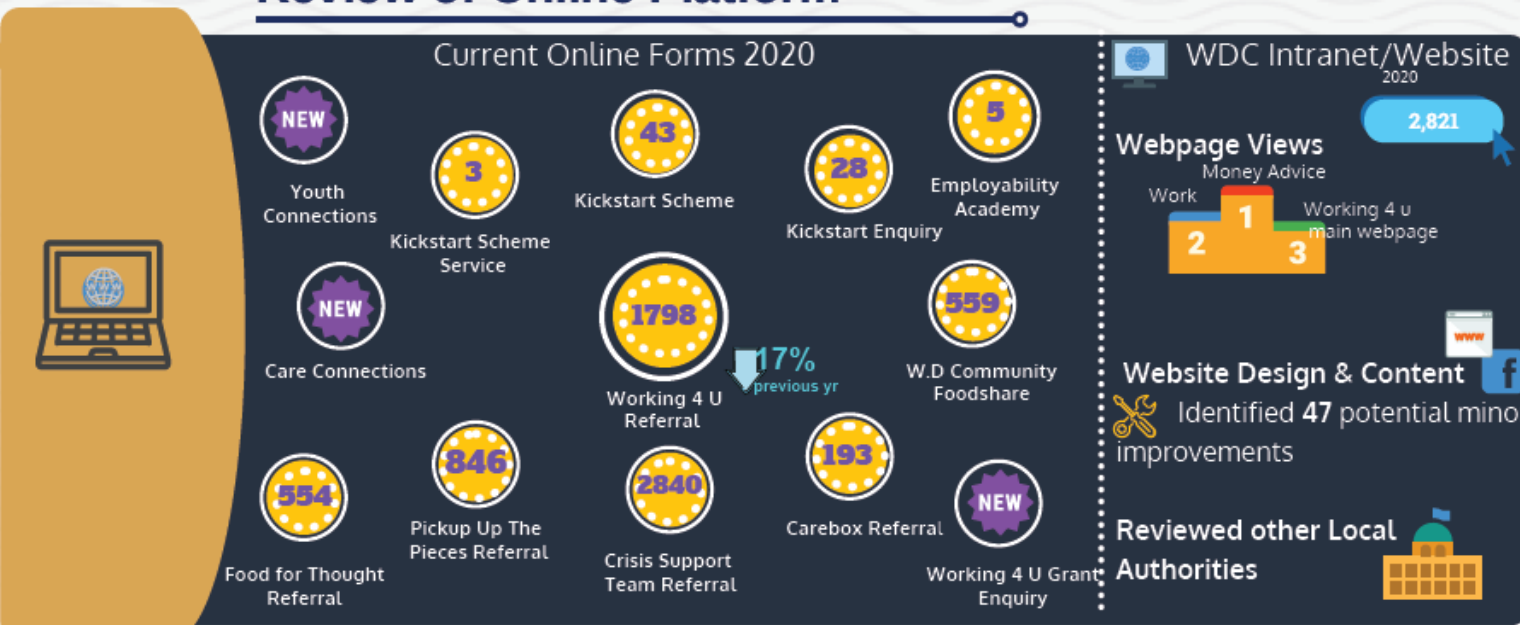 Review of Online Platform
Current Online Forms 2020
NEW
Youth
Connections
3
Kickstart Scheme
Service
43
Kickstart Scheme
28
Kickstart Enquiry
5
Employability
Academy
NEW
Care Connections
1798
Working 4 U
Referral
17%
previous yr
559
W.D Community
Foodshare
554
Food for Thought
Referral
846
Pickup Up The
Pieces Referral
2840
Crisis Support
Team Referral
193
Carebox Referral
NEW
Working 4 U Grant
Enquiry
WDC Intranet/Website
2020
2,821
Webpage Views
Money Advice
Work
Working 4 u
main webpage
1
2
3
www
f
Website Design & Content
Identified 47 potential mino
improvements
Reviewed other Local
Authorities